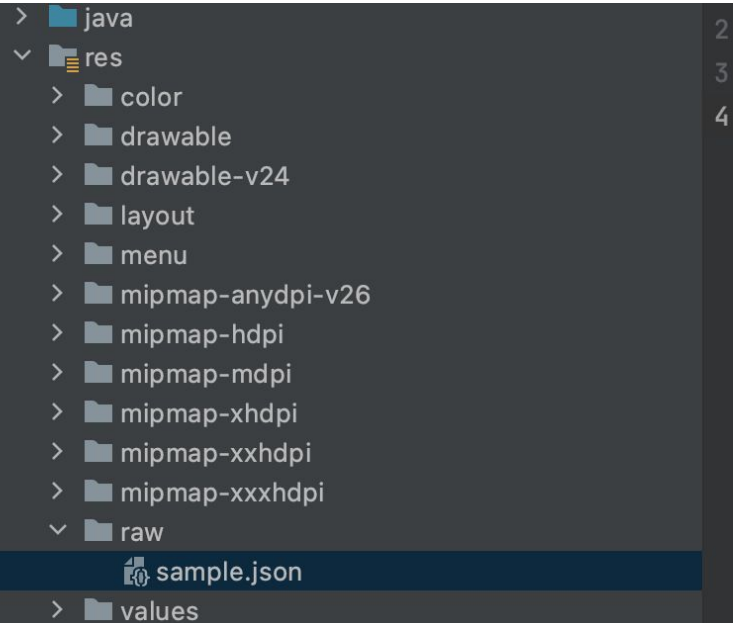 java
res
color
drawable
drawable-v24
layout
menu
mipmap-anydpi-v26
mipmap-hdpi
mipmap-mdpi
mipmap-xhdpi
mipmap-xxhdpi
mipmap-xxxhdpi
raw
sample.json
values
2
3
4